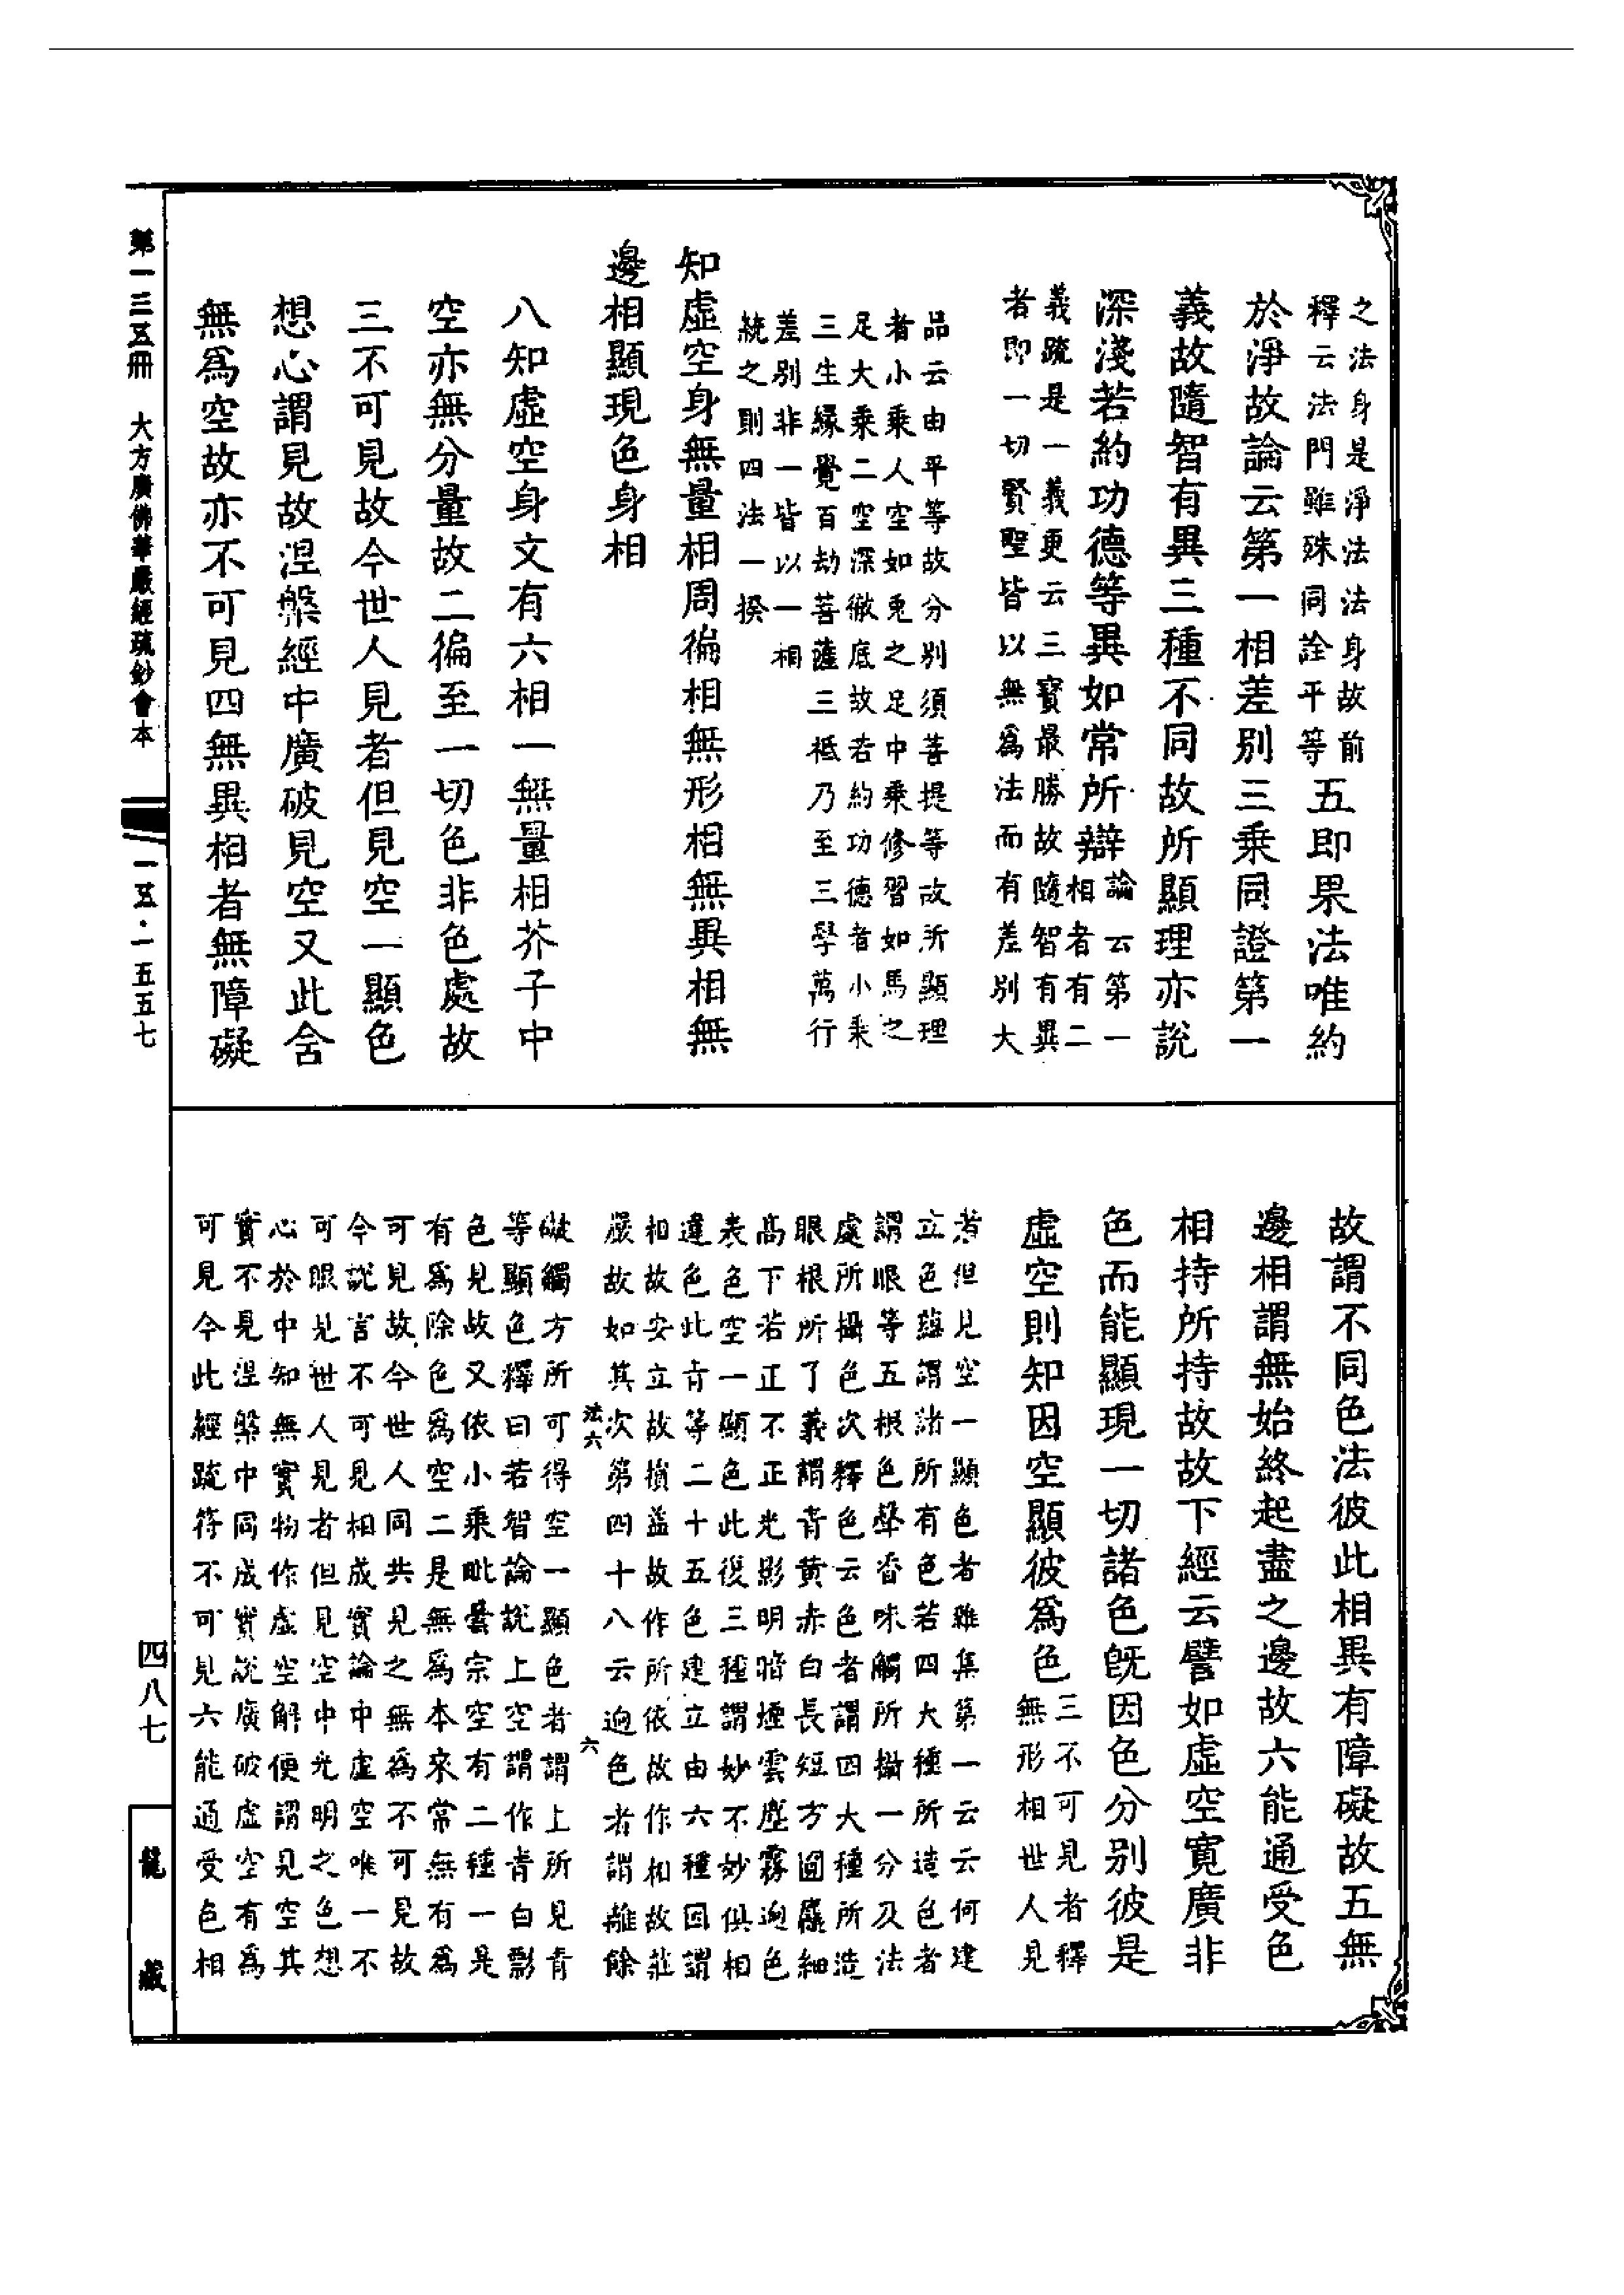 之法身是淨法法身故前
釋云法門雖殊同詮平等
五即果法唯約
於淨故論云第一相差別三乘同證第一
義故隨智有異三種不同故所顯理亦說
深淺若約功德等異如常所辯
論云第一
相者有二
義疏是一義更云三寶最勝故隨智有異
者即一切賢聖皆以無爲法而有差別大
品云由平等故分別須菩提等故所顯理
者小乘人空如兎之足中乘修習如馬之
足大乘二空深徹底故若約功德者小乘
三生緣覺百劫菩薩三祇乃至三學萬行
差別非一皆以一相
統之則四法一揆
知虛空身無量相周徧相無形相無異相無
邊相顯現色身相
八知虛空身文有六相一無量相芥子中
空亦無分量故二徧至一切色非色處故
三不可見故今世人見者但見空一顯色
想心謂見故涅槃經中廣破見空又此含
無爲空故亦不可見四無異相者無障礙
故謂不同色法彼此相異有障礙故五無
邊相謂無始終起盡之邊故六能通受色
相持所持故故下經云譬如虛空寬廣非
色而能顯現一切諸色旣因色分別彼是
虛空則知因空顯彼爲色
三不可見者釋
無形相世人見
者但見空一顯色者雜集第一云云何建
立色蘊謂諸所有色若四大種所造色者
謂眼等五根色聲香味觸所攝一分及法
處所攝色次釋色云色者謂四大種所造
眼根所了義謂青黃赤白長短方圓麤細
高下若正不正光影明暗煙雲塵霧逈色
表色空一顯色此復三種謂妙不妙俱相
違色此青等二十五色建立由六種因謂
相故安立故損益故作所依故作相故莊
嚴故如其次第四十八云逈色者謂離餘
法六
六
礙觸方所可得空一顯色者謂上所見青
等顯色釋曰若智論說上空謂作青白影
色見故又依小乘毗曇宗空有二種一是
有爲除色爲空二是無爲本來常無有爲
可見故今世人同共見之無爲不可見故
今說言不可見相成實論中虛空唯一不
可眼見世人見者但見空中光明之色想
心於中知無實物作虛空解便謂見空其
實不見涅槃中同成實說廣破虛空有爲
可見今此經疏符不可見六能通受色相
第一三五冊
大方廣佛華嚴經疏鈔會本
一五·一五五七
四八七
龍藏